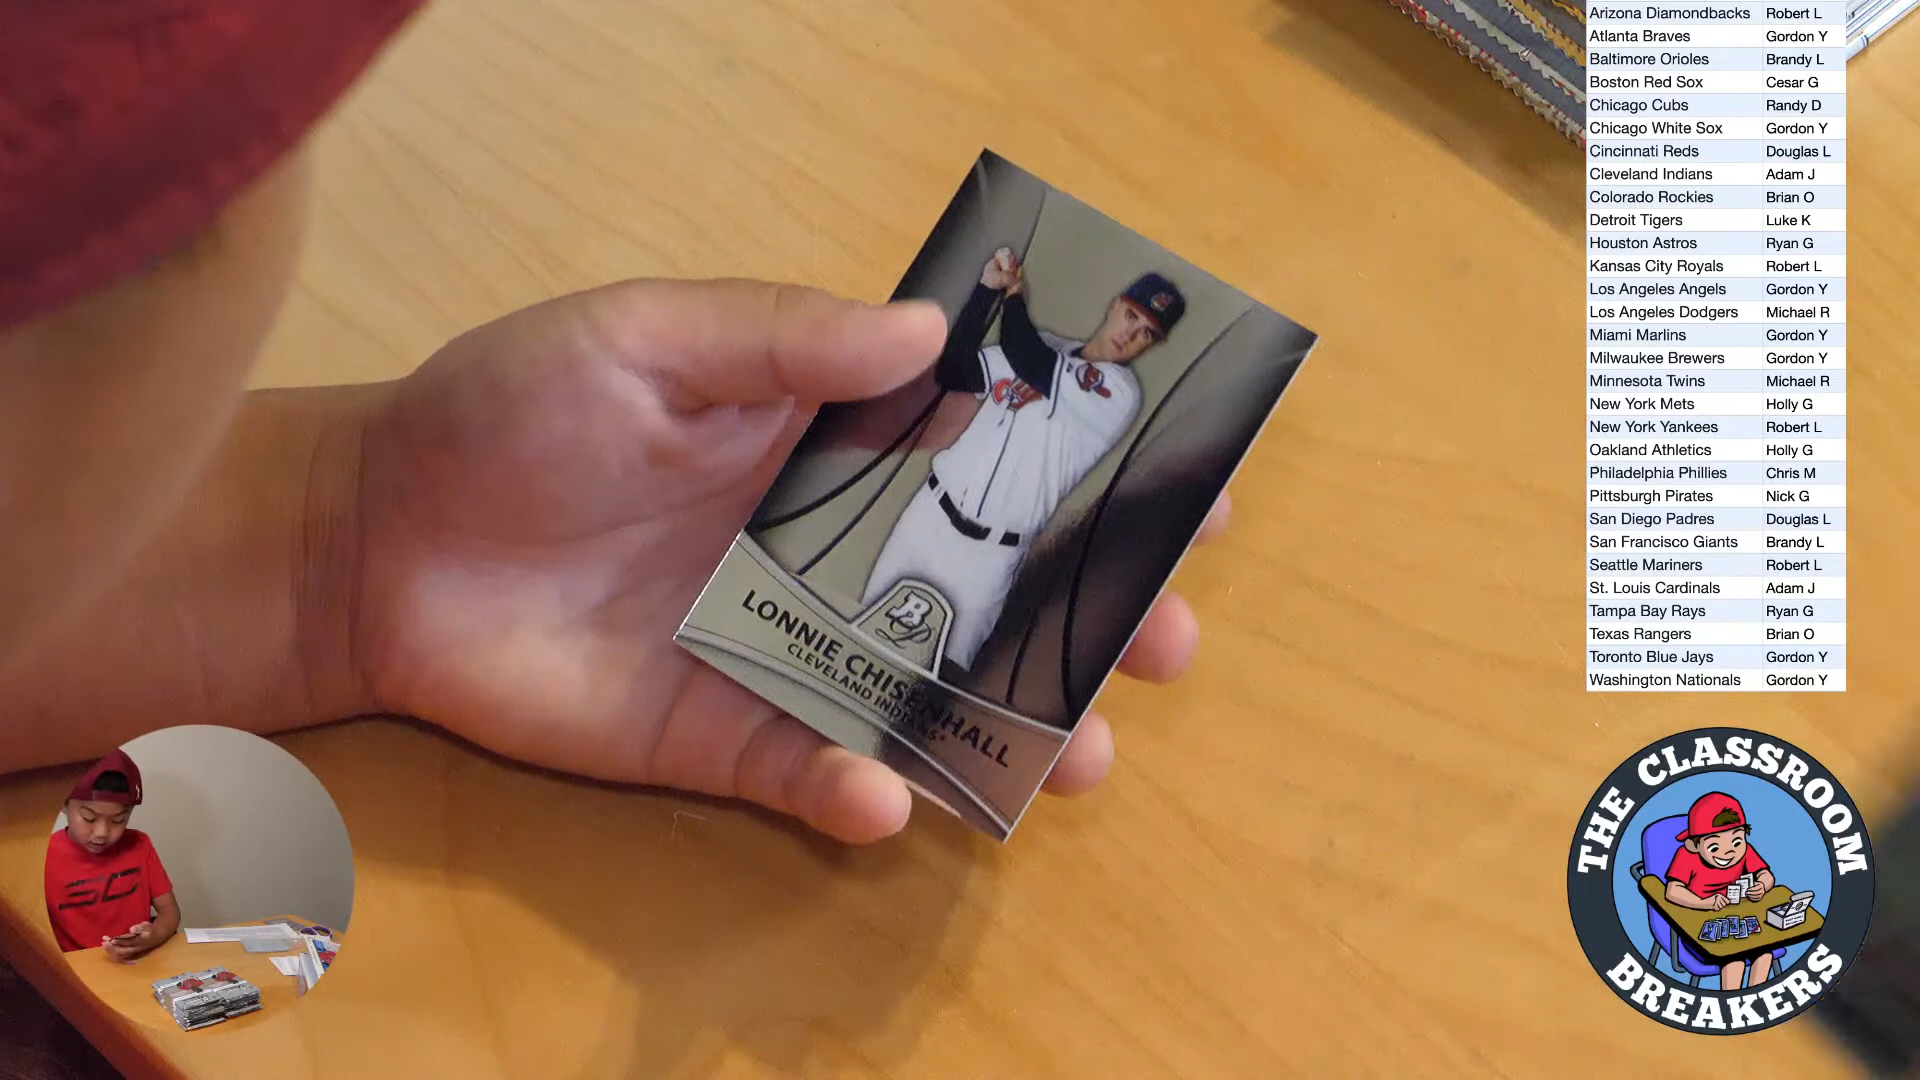 Arizona Diamondbacks Robert L
Atlanta Braves Gordon Y
Baltimore Orioles Brandy L
Boston Red Sox Cesar G
Chicago Cubs Randy D
Chicago White Sox Gordon Y
Cincinnati Reds Douglas L
Cleveland Indians Adam J
Colorado Rockies Brian O
Detroit Tigers Luke K
Houston Astros Ryan G
Kansas City Royals Robert L
Los Angeles Angels Gordon Y
Los Angeles Dodgers Michael R
Miami Marlins Gordon Y
Milwaukee Brewers Gordon Y
Minnesota Twins Michael R
New York Mets Holly G
New York Yankees Robert L
Oakland Athletics Holly G
Philadelphia Phillies Chris M
Pittsburgh Pirates Nick G
San Diego Padres Douglas L
San Francisco Giants Brandy L
Seattle Mariners Robert L
St. Louis Cardinals Adam J
Tampa Bay Rays Ryan G
Texas Rangers Brian O
Toronto Blue Jays Gordon Y
Washington Nationals Gordon Y
LONNIE CHISENHALL
CLEVELAND INDIANS
THE CLASSROOM
BREAKERS